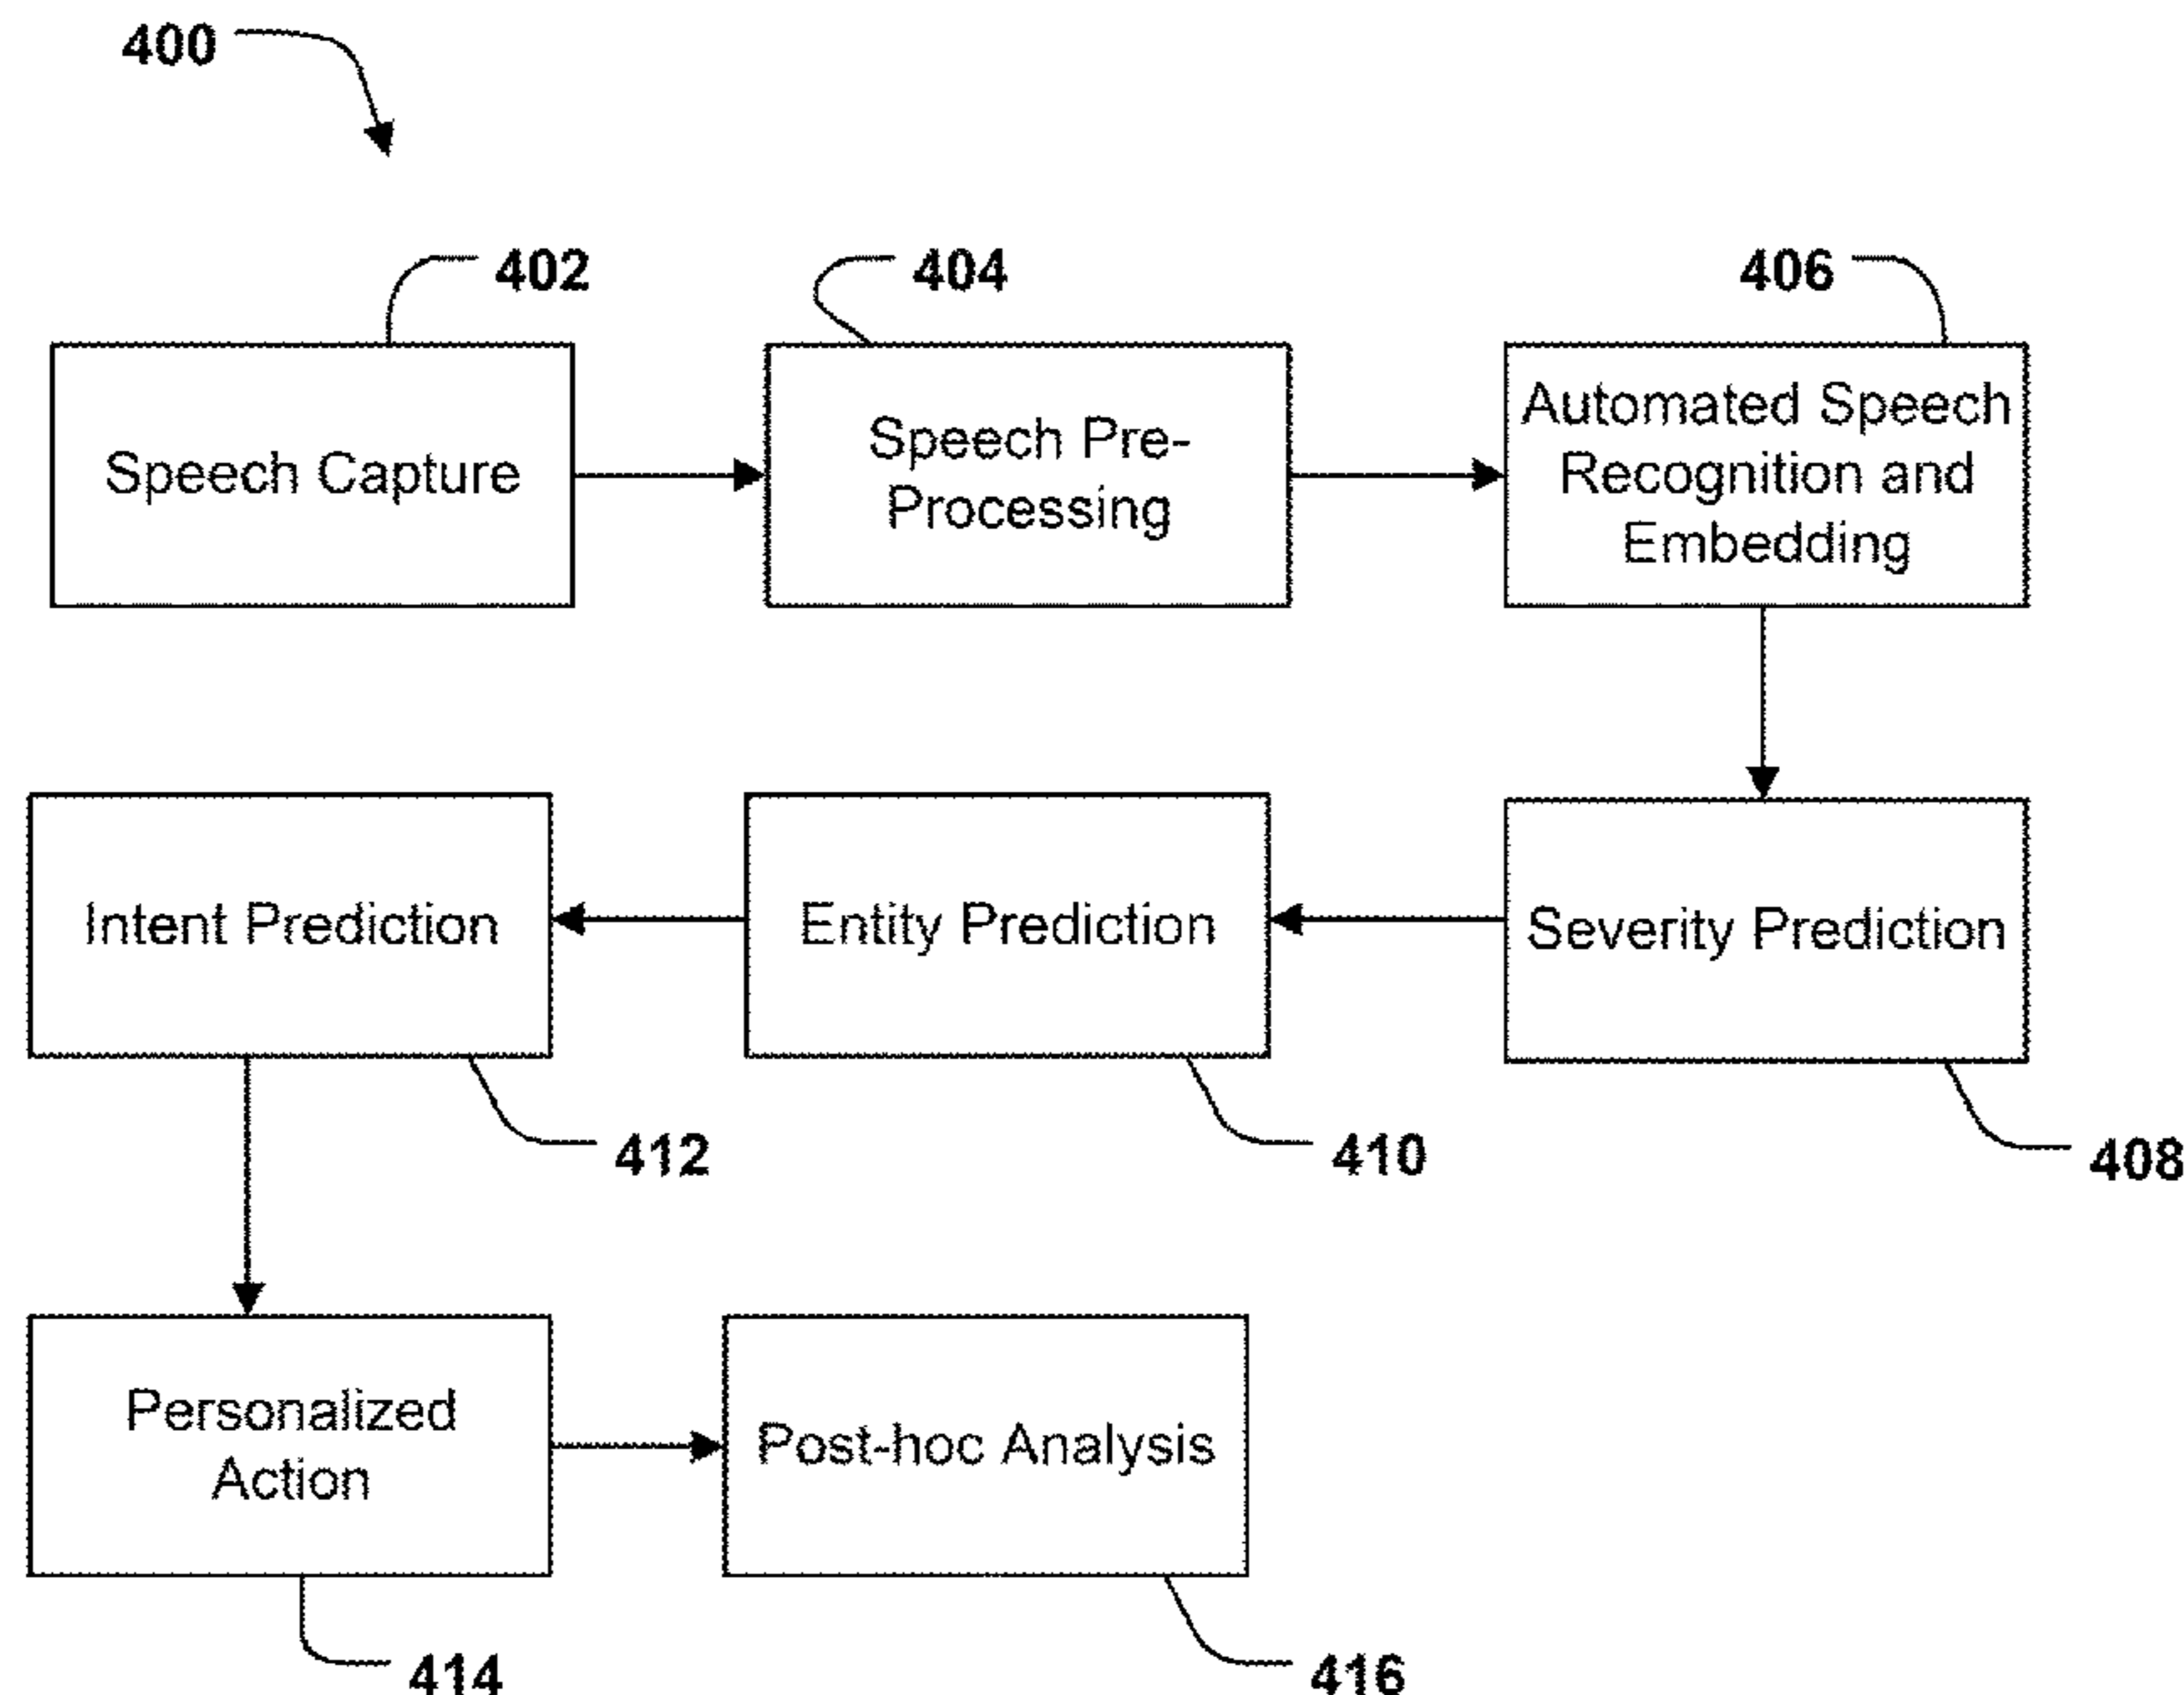 400
402
404
406
Speech Capture
Speech Pre-
Processing
Automated Speech
Recognition and
Embedding
Intent Prediction
Entity Prediction
Severity Prediction
412
410
408
Personalized
Action
Post-hoc Analysis
414
416